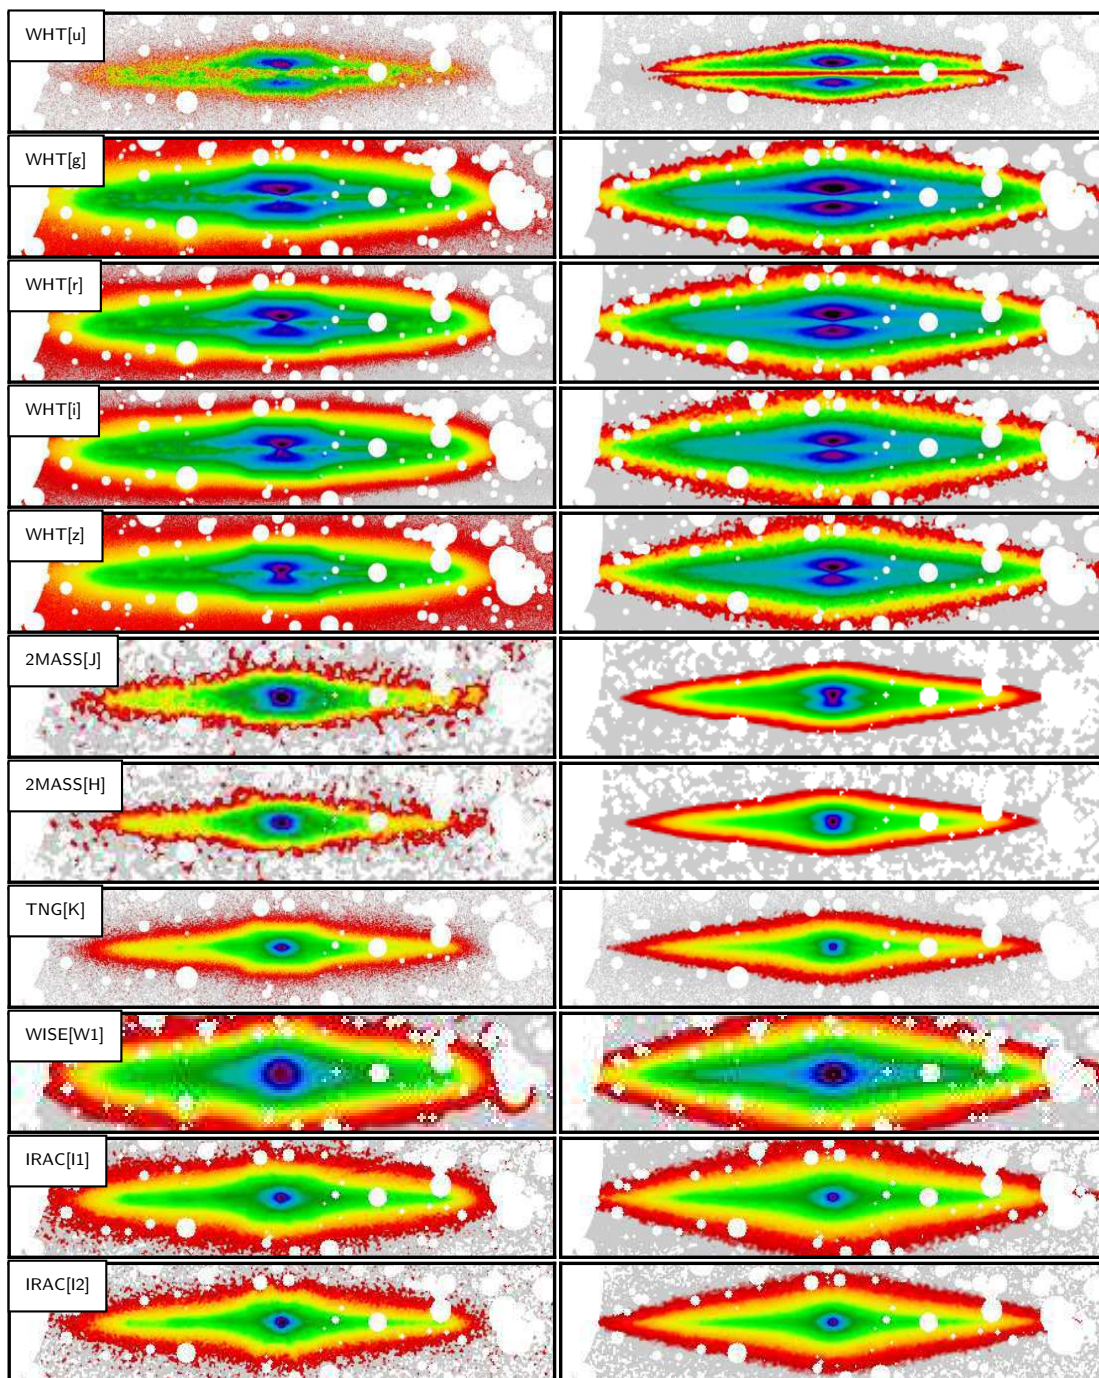 WHT[u]
WHT[g]
WHT[r]
WHT[i]
WHT[z]
2MASS[J]
2MASS[H]
TNG[K]
WISE[W1]
IRAC[I1]
IRAC[I2]